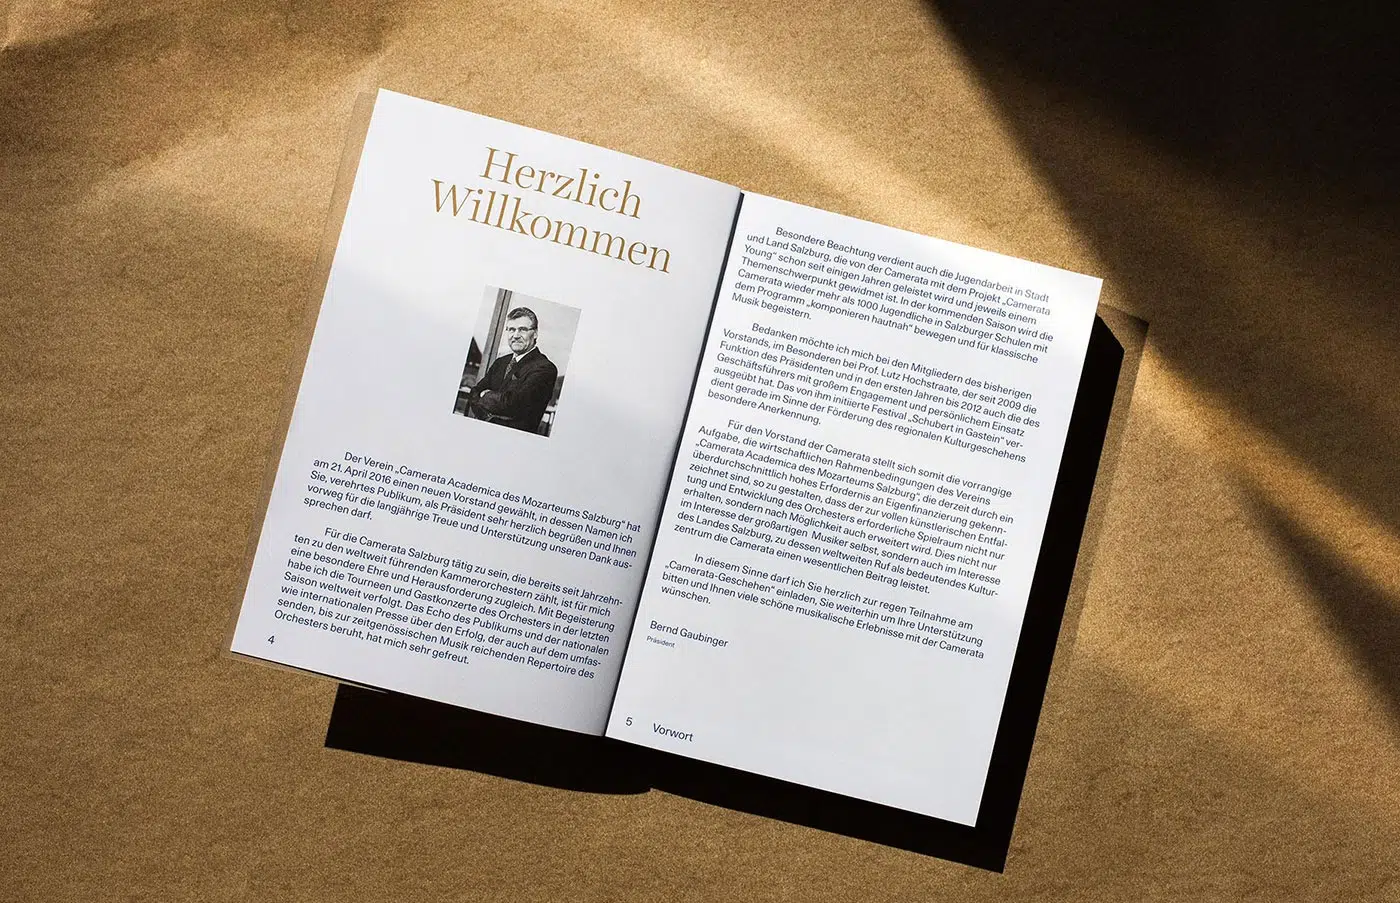 Herzlich
Willkommen
Der Verein „Camerata Academica des Mozarteums Salzburg“ hat
am 21. April 2016 einen neuen Vorstand gewählt, in dessen Namen ich
Sie, verehrtes Publikum, als Präsident sehr herzlich begrüßen und Ihnen
vorweg für die langjährige Treue und Unterstützung unseren Dank aus-
sprechen darf.
Für die Camerata Salzburg tätig zu sein, die bereits seit Jahrzehn-
ten zu den weltweit führenden Kammerorchestern zählt, ist für mich
eine besondere Ehre und Herausforderung zugleich. Mit Begeisterung
habe ich die Tourneen und Gastkonzerte des Orchesters in der letzten
Saison weltweit verfolgt. Das Echo des Publikums und der nationalen
wie internationalen Presse über den Erfolg, der auch auf dem umfas-
senden, bis zur zeitgenössischen Musik reichenden Repertoire des
Orchesters beruht, hat mich sehr gefreut.
4
Besondere Beachtung verdient auch die Jugendarbeit in Stadt
und Land Salzburg, die von der Camerata mit dem Projekt „Camerata
Young“ schon seit einigen Jahren geleistet wird und jeweils einem
Themenschwerpunkt gewidmet ist. In der kommenden Saison wird die
Camerata wieder mehr als 1000 Jugendliche in Salzburger Schulen mit
dem Programm „komponieren hautnah“ bewegen und für klassische
Musik begeistern.
Bedanken möchte ich mich bei den Mitgliedern des bisherigen
Vorstands, im Besonderen bei Prof. Lutz Hochstraate, der seit 2009 die
Funktion des Präsidenten und in den ersten Jahren bis 2012 auch die des
Geschäftsführers mit großem Engagement und persönlichem Einsatz
ausgeübt hat. Das von ihm initiierte Festival „Schubert in Gastein“ ver-
dient gerade im Sinne der Förderung des regionalen Kulturgeschehens
besondere Anerkennung.
Für den Vorstand der Camerata stellt sich somit die vorrangige
Aufgabe, die wirtschaftlichen Rahmenbedingungen des Vereins
„Camerata Academica des Mozarteums Salzburg“, die derzeit durch ein
überdurchschnittlich hohes Erfordernis an Eigenfinanzierung gekenn-
zeichnet sind, so zu gestalten, dass der zur vollen künstlerischen Entfal-
tung und Entwicklung des Orchesters erforderliche Spielraum nicht nur
erhalten, sondern nach Möglichkeit auch erweitert wird. Dies nicht nur
im Interesse der großartigen Musiker selbst, sondern auch im Interesse
des Landes Salzburg, zu dessen weltweiten Ruf als bedeutendes Kultur-
zentrum die Camerata einen wesentlichen Beitrag leistet.
In diesem Sinne darf ich Sie herzlich zur regen Teilnahme am
„Camerata-Geschehen“ einladen, Sie weiterhin um Ihre Unterstützung
bitten und Ihnen viele schöne musikalische Erlebnisse mit der Camerata
wünschen.
Bernd Gaubinger
Präsident
5 Vorwort